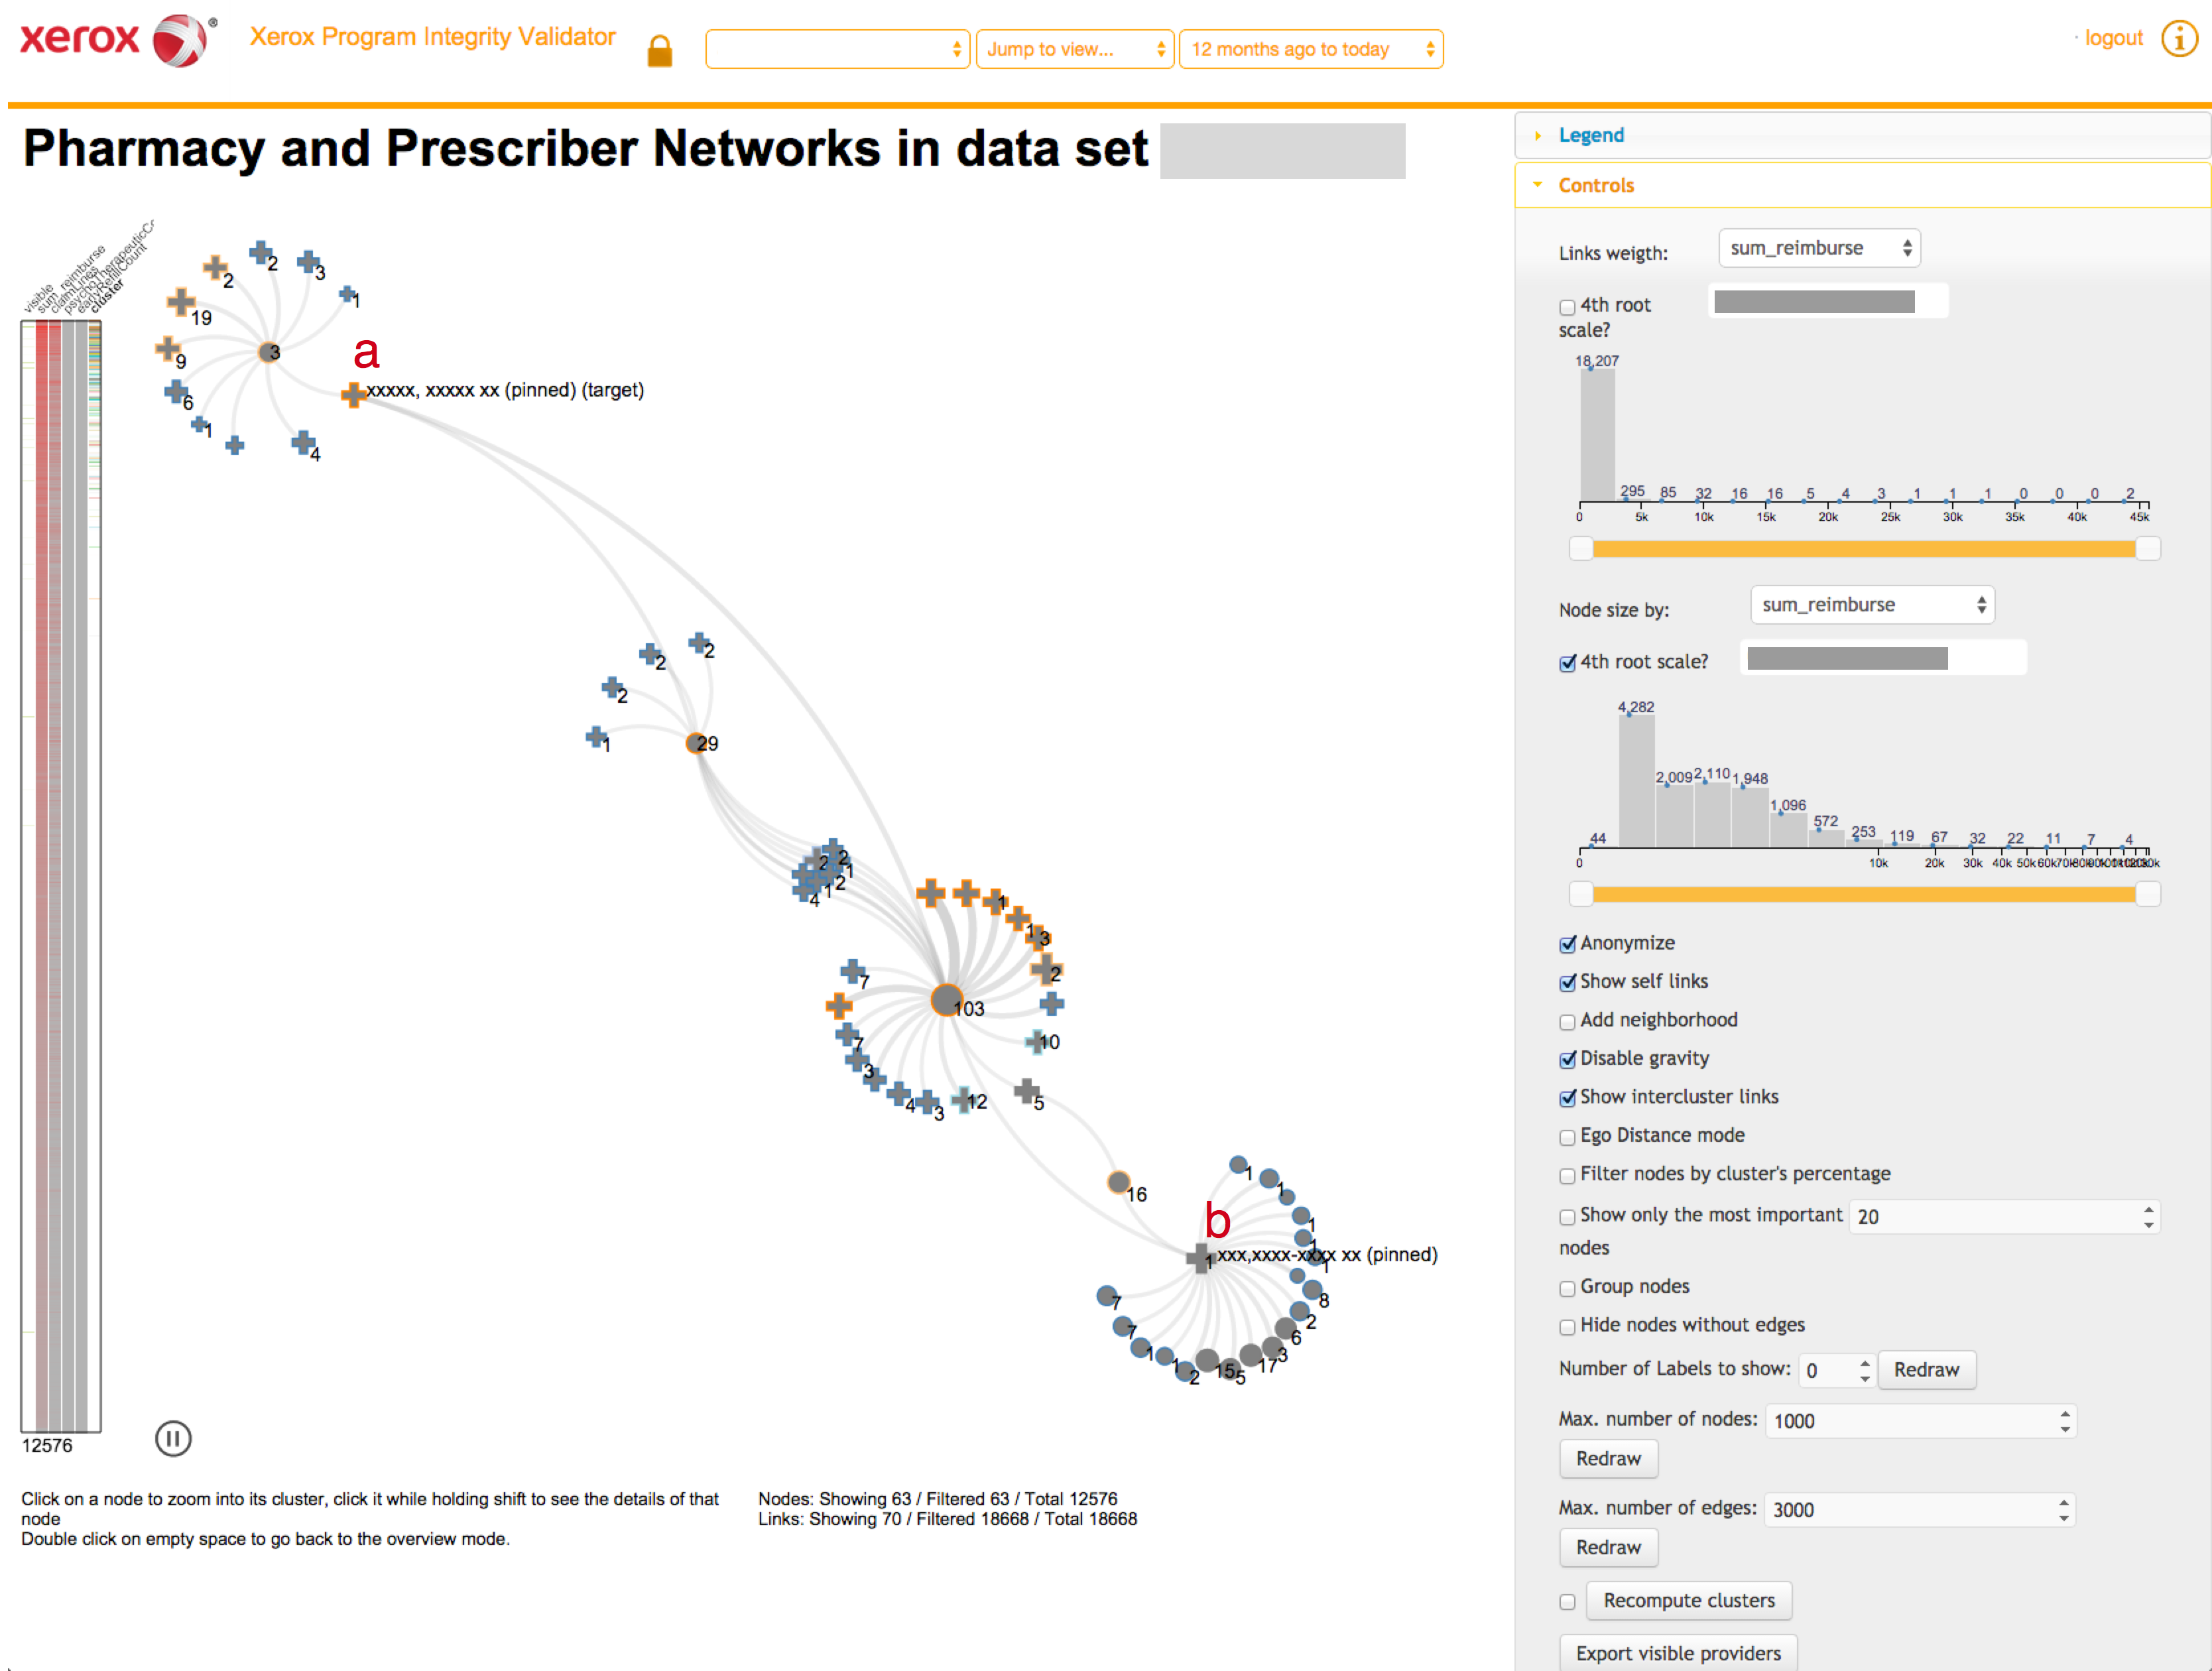 xerox ®
Xerox Program Integrity Validator
Jump to view...
12 months ago to today
· logout
Pharmacy and Prescriber Networks in data set
visible
sum_reimburse
claimLines
earlyRefillCount
cluster
2
2
3
1
19
3
9
6
1
4
a
xxxxx, xxxxx xx (pinned) (target)
2
2
2
1
29
2
2
1
1
2
4
1
1
3
2
7
103
7
10
3
4
3
12
5
16
b
1
xxx,xxxx-xxxx xx (pinned)
1
1
1
1
1
8
2
6
3
17
5
15
2
1
1
7
7
12576
Click on a node to zoom into its cluster, click it while holding shift to see the details of that
node
Double click on empty space to go back to the overview mode.
Nodes: Showing 63 / Filtered 63 / Total 12576
Links: Showing 70 / Filtered 18668 / Total 18668
Legend
Controls
Links weigth: sum_reimburse
4th root
scale?
18,207
295 85 32 16 16 5 4 3 1 1 1 0 0 0 2
0 5k 10k 15k 20k 25k 30k 35k 40k 45k
Node size by: sum_reimburse
4th root scale?
4,282
2,009 2,110 1,948
1,096
572
44 253 119 67 32 22 11 7 4
0 10k 20k 30k 40k 50k 60k
Anonymize
Show self links
Add neighborhood
Disable gravity
Show intercluster links
Ego Distance mode
Filter nodes by cluster's percentage
Show only the most important 20
nodes
Group nodes
Hide nodes without edges
Number of Labels to show: 0 Redraw
Max. number of nodes: 1000
Redraw
Max. number of edges: 3000
Redraw
Recompute clusters
Export visible providers